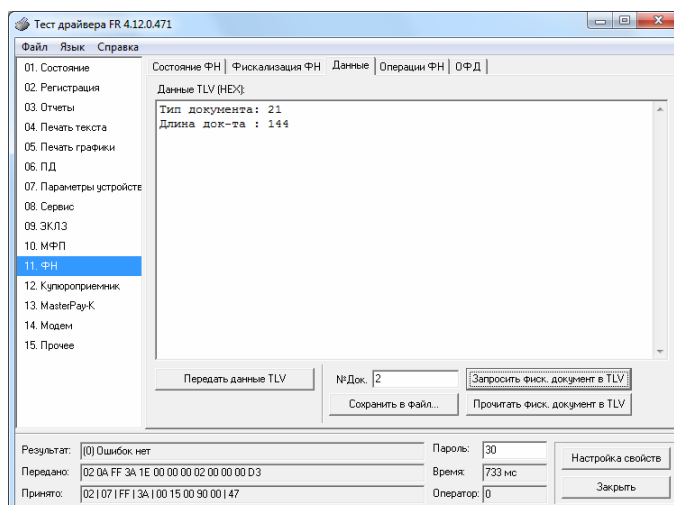 Тест драйвера FR 4.12.0.471
Файл Язык Справка
01. Состояние
02. Регистрация
03. Отчеты
04. Печать текста
05. Печать графики
06. ПД
07. Параметры устройств
08. Сервис
09. ЭКЛЗ
10. МФП
11. ФН
12. Купюроприемник
13. MasterPay-K
14. Модем
15. Прочее
Состояние ФН Фискализация ФН Данные Операции ФН ОФД
Данные TLV (HEX):
Тип документа: 21
Длина док-та : 144
Передать данные TLV
№Док. 2
Запросить фиск. документ в TLV
Сохранить в файл...
Прочитать фиск. документ в TLV
Результат: (0) Ошибок нет
Пароль: 30
Настройка свойств
Передано: 02 0A FF 3A 1E 00 00 00 02 00 00 00 D3
Время: 733 мс
Принято: 02 | 07 | FF | 3A | 00 15 00 90 00 | 47
Оператор: 0
Закрыть